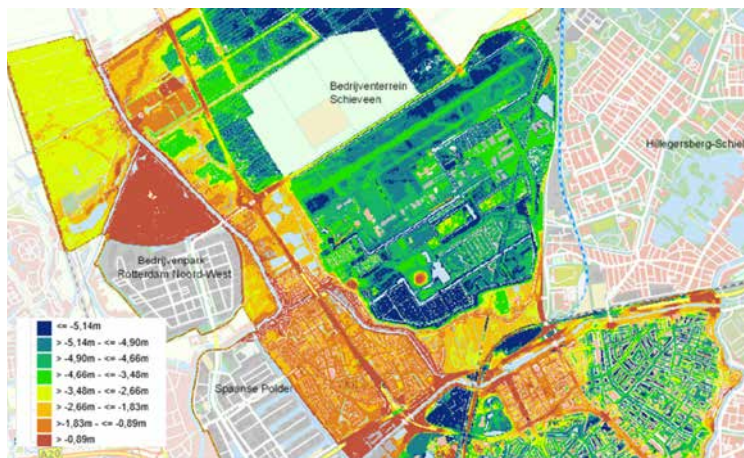 Bedrijventerrein
Schieveen
Hillegersberg-Schiel
Bedrijvenpark
Rotterdam Noord-West
<= -5,14m
> -5,14m - <= -4,90m
> -4,90m - <= -4,66m
> -4,66m - <= -3,48m
> -3,48m - <= -2,66m
> -2,66m - <= -1,83m
>-1,83m - <= -0,89m
> -0,89m
Spaanse Polder
A20